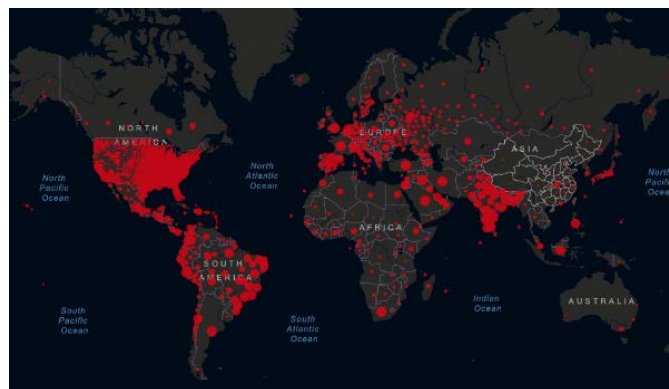 NORTH
AMERICA
North
Pacific
Ocean
North
Atlantic
Ocean
EUROPE
ASIA
North
Pacific
Ocean
AFRICA
SOUTH
AMERICA
Indian
Ocean
AUSTRALIA
South
Pacific
Ocean
South
Atlantic
Ocean